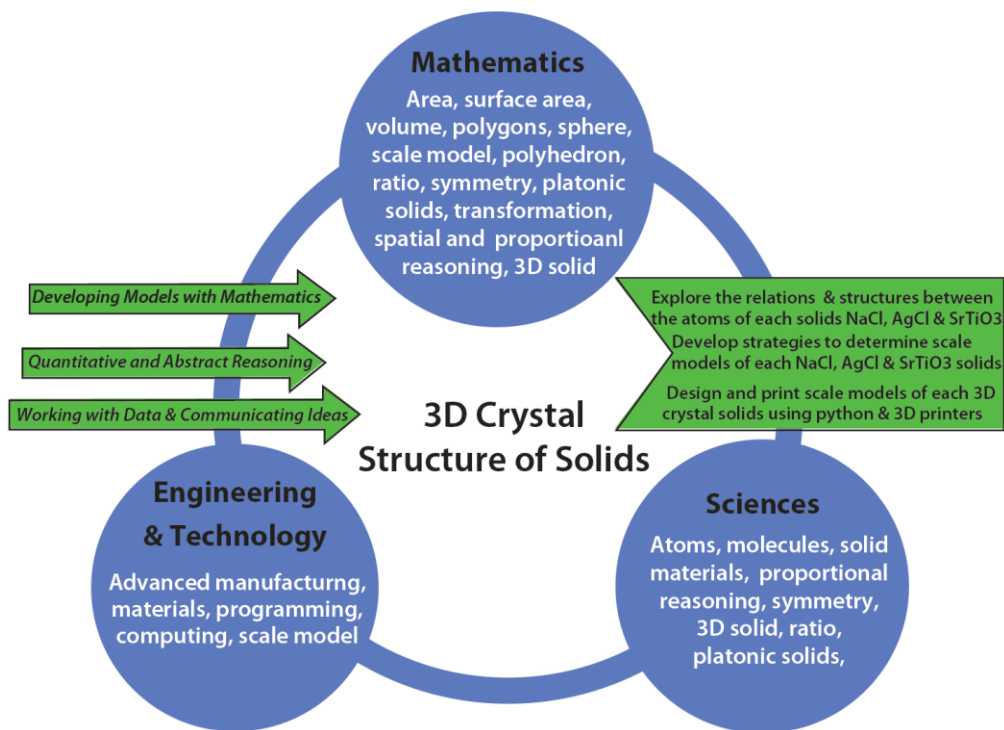 Mathematics
Area, surface area,
volume, polygons, sphere,
scale model, polyhedron,
ratio, symmetry, platonic
solids, transformation,
spatial and proportioanl
reasoning, 3D solid
Developing Models with Mathematics
Quantitative and Abstract Reasoning
Working with Data & Communicating Ideas
Explore the relations & structures between
the atoms of each solids NaCl, AgCl & SrTiO3
Develop strategies to determine scale
models of each NaCl, AgCl & SrTiO3 solids
Design and print scale models of each 3D
crystal solids using python & 3D printers
3D Crystal
Structure of Solids
Engineering
& Technology
Advanced manufacturng,
materials, programming,
computing, scale model
Sciences
Atoms, molecules, solid
materials, proportional
reasoning, symmetry,
3D solid, ratio,
platonic solids,